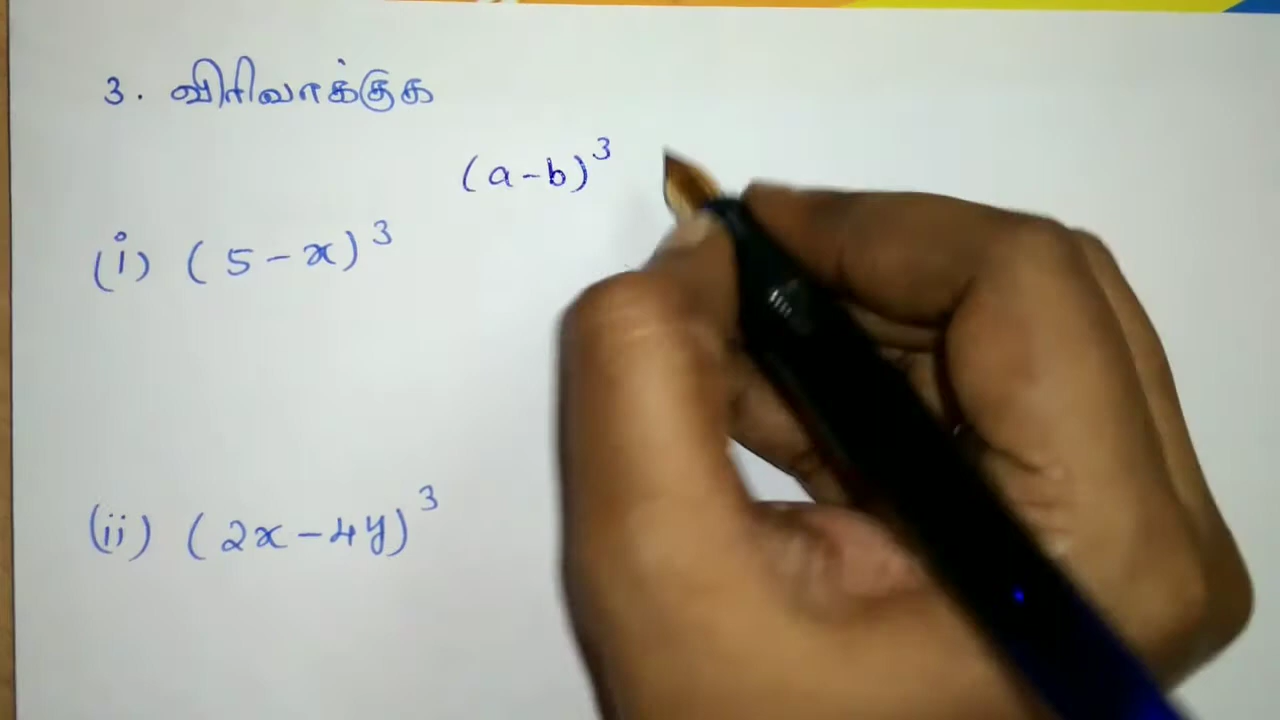 3. விரிவாக்குக
(a-b)³
(i) (5-x)³
(ii) (2x-4y)³